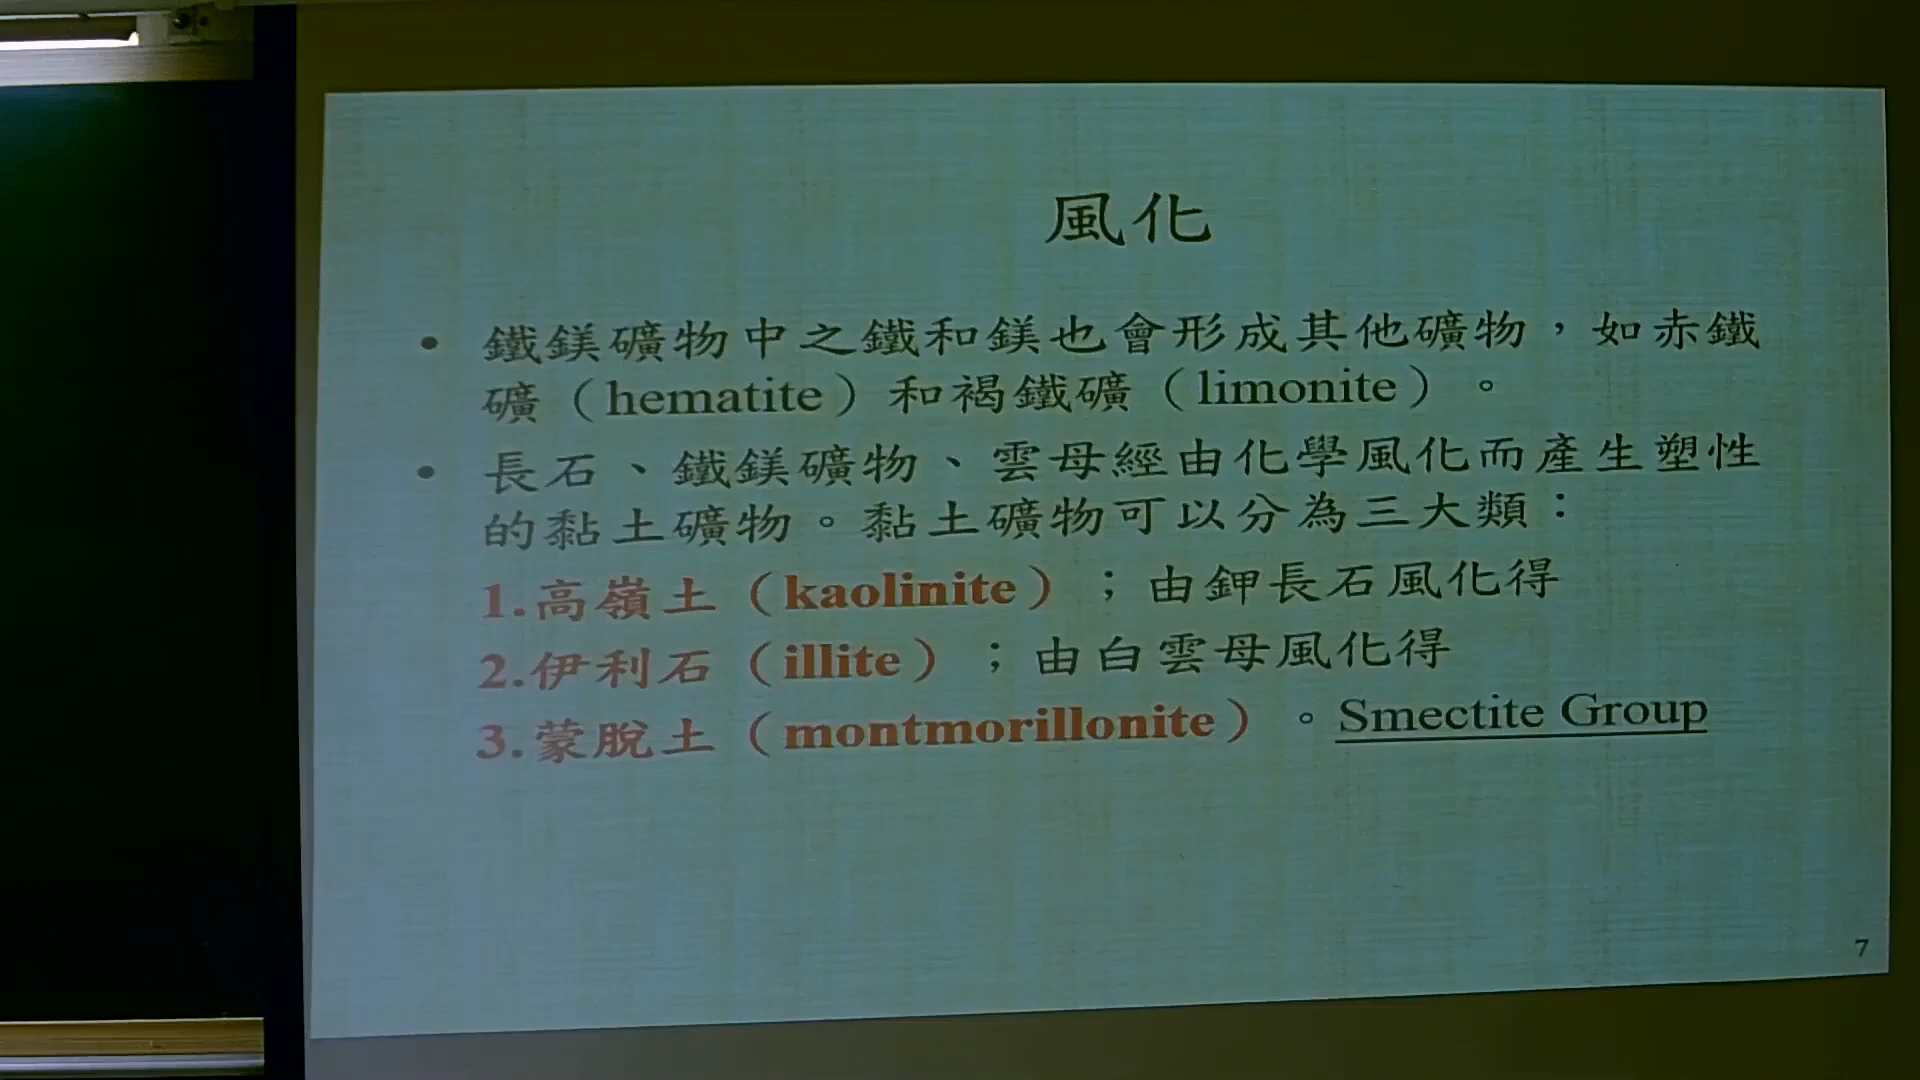 風化
• 鐵鎂礦物中之鐵和鎂也會形成其他礦物，如赤鐵
礦（hematite）和褐鐵礦（limonite）。
• 長石、鐵鎂礦物、雲母經由化學風化而產生塑性
的黏土礦物。黏土礦物可以分為三大類：
1.高嶺土（kaolinite）；由鉀長石風化得
2.伊利石（illite）；由白雲母風化得
3.蒙脫土（montmorillonite）。Smectite Group
7